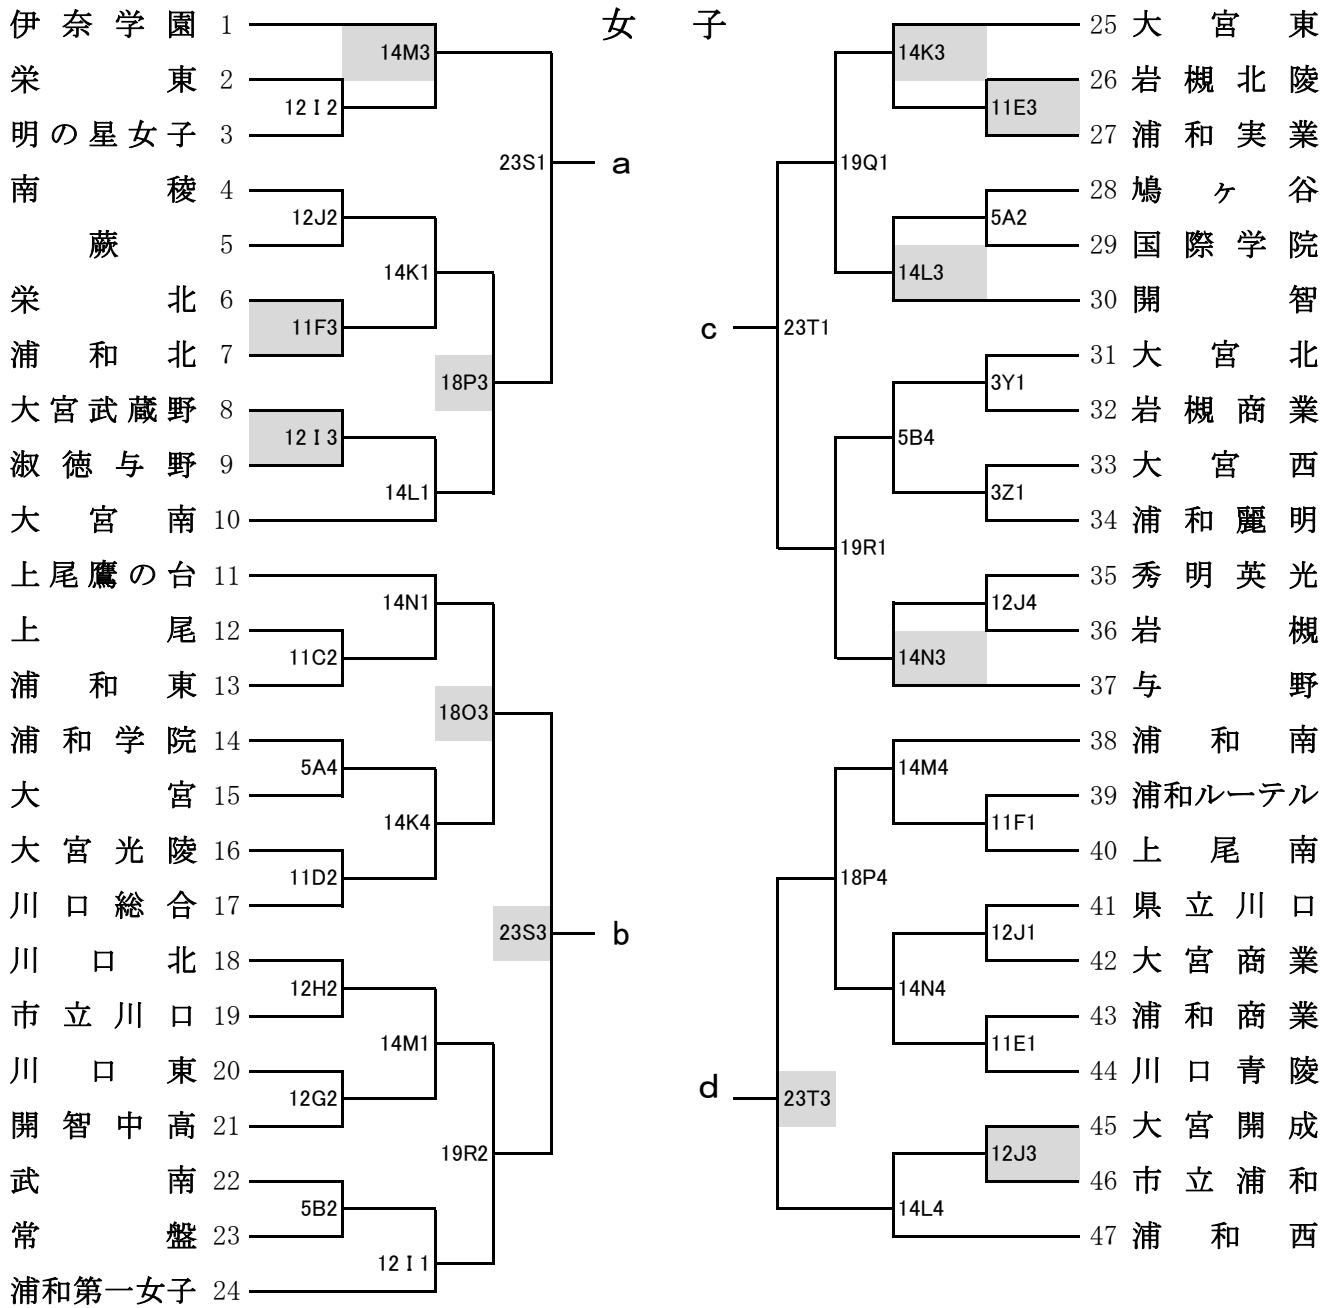 女 子
伊奈学園 1
14M3
栄東 2
12I2
明の星女子 3
23S1 a
南稜 4
12J2
蕨 5
14K1
栄北 6
11F3
浦和北 7
18P3
大宮武蔵野 8
12I3
淑徳与野 9
14L1
大宮南 10
上尾鷹の台 11
14N1
上尾 12
11C2
浦和東 13
18O3
浦和学院 14
5A4
大宮 15
14K4
大宮光陵 16
11D2
川口総合 17
23S3 b
川口北 18
12H2
市立川口 19
14M1
川口東 20
12G2
開智中高 21
19R2
武南 22
5B2
常盤 23
12I1
浦和第一女子 24
25 大宮東
14K3
26 岩槻北陵
11E3
27 浦和実業
19Q1
28 鳩ヶ谷
5A2
29 国際学院
14L3
30 開智
c 23T1
31 大宮北
3Y1
32 岩槻商業
5B4
33 大宮西
3Z1
34 浦和麗明
19R1
35 秀明英光
12J4
36 岩槻
14N3
37 与野
38 浦和南
14M4
39 浦和ルーテル
11F1
40 上尾南
18P4
41 県立川口
12J1
42 大宮商業
14N4
43 浦和商業
11E1
44 川口青陵
d 23T3
45 大宮開成
12J3
46 市立浦和
14L4
47 浦和西